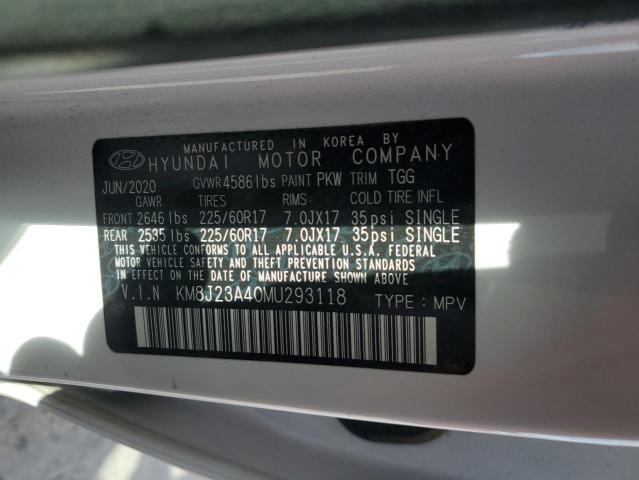 MANUFACTURED IN KOREA BY
HYUNDAI MOTOR COMPANY
JUN/2020 GVWR 4586 lbs PAINT PKW TRIM TGG
GAWR TIRES RIMS COLD TIRE INFL
FRONT 2646 lbs 225/60R17 7.0JX17 35psi SINGLE
REAR 2535 lbs 225/60R17 7.0JX17 35psi SINGLE
THIS VEHICLE CONFORMS TO ALL APPLICABLE U.S.A. FEDERAL
MOTOR VEHICLE SAFETY AND THEFT PREVENTION STANDARDS
IN EFFECT ON THE DATE OF MANUFACTURE SHOWN ABOVE.
V.I.N KM8J23A40MU293118 TYPE : MPV